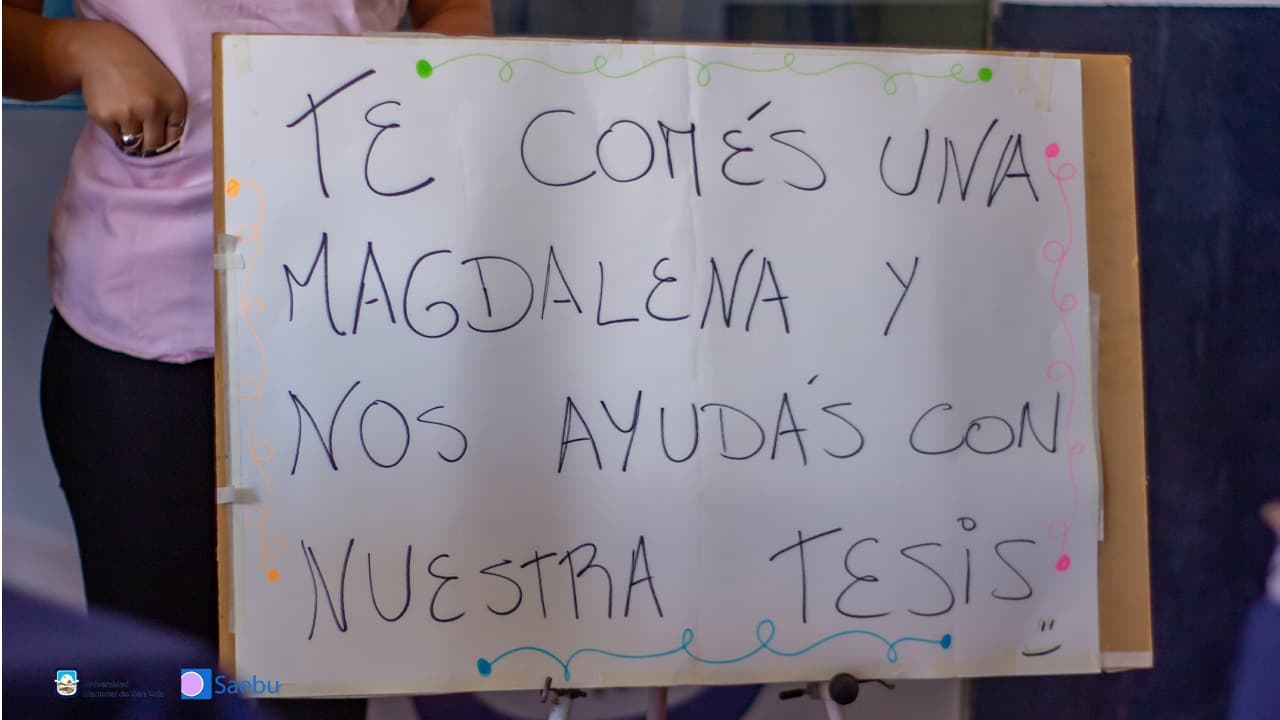 TE COMÉS UNA
MAGDALENA Y
NOS AYUDÁS CON
NUESTRA TESIS
Universidad
Nacional de San Luis
Saebu